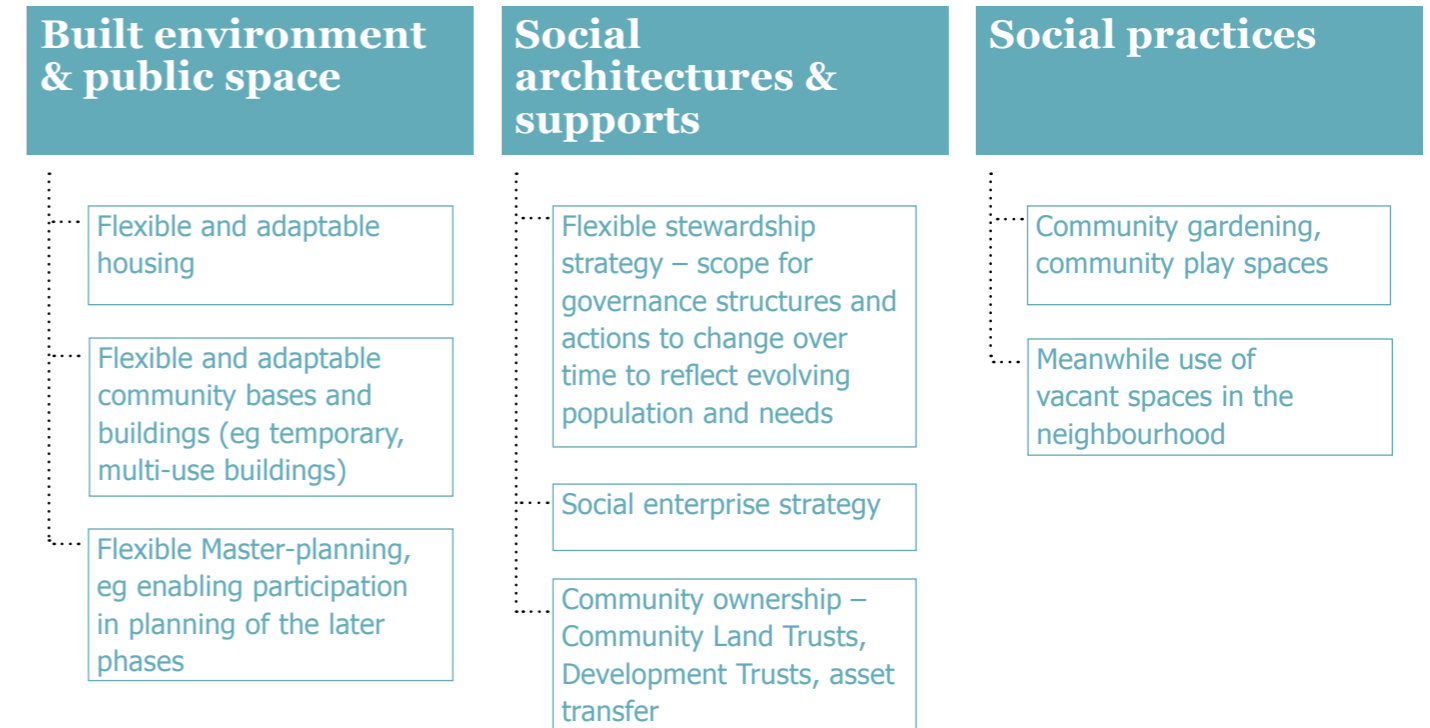 Built environment
& public space
Flexible and adaptable
housing
Flexible and adaptable
community bases and
buildings (eg temporary,
multi-use buildings)
Flexible Master-planning,
eg enabling participation
in planning of the later
phases
Social
architectures &
supports
Flexible stewardship
strategy – scope for
governance structures and
actions to change over
time to reflect evolving
population and needs
Social enterprise strategy
Community ownership –
Community Land Trusts,
Development Trusts, asset
transfer
Social practices
Community gardening,
community play spaces
Meanwhile use of
vacant spaces in the
neighbourhood